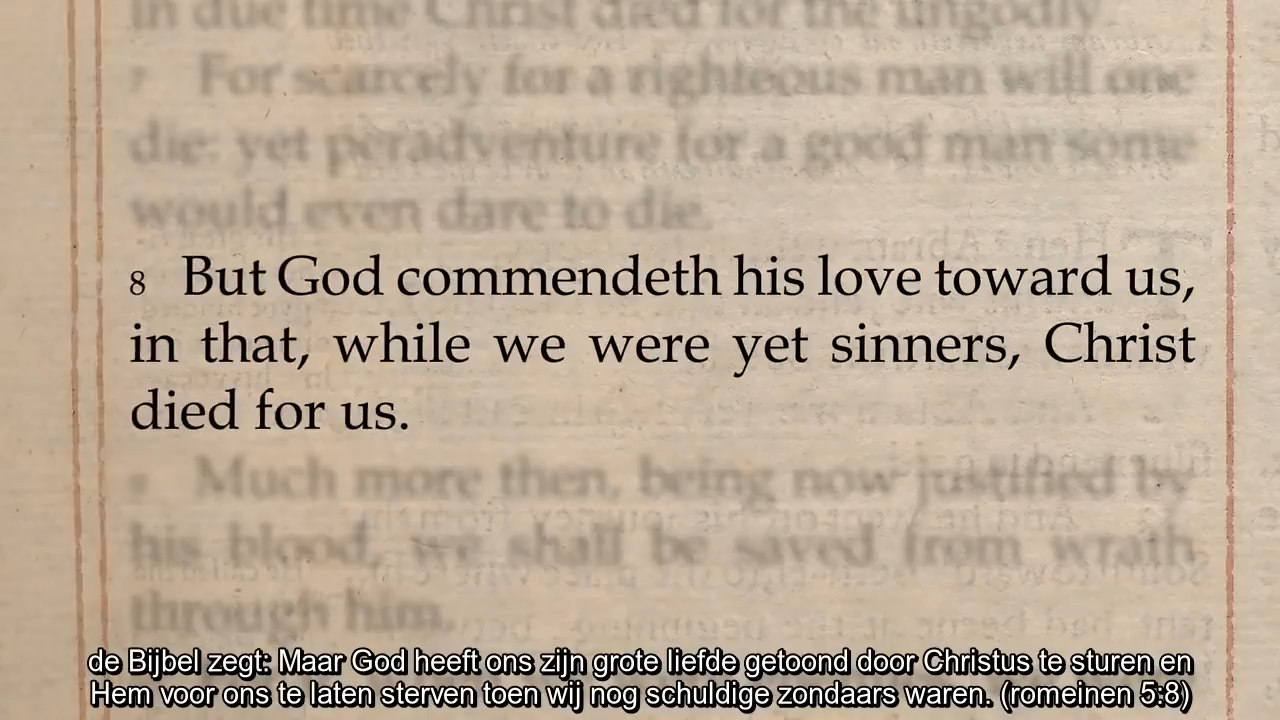 in due time Christ died for the ungodly
7 For scarcely for a righteous man will one
die: yet peradventure for a good man some
would even dare to die.
8 But God commendeth his love toward us,
in that, while we were yet sinners, Christ
died for us.
9 Much more then, being now justified by
his blood, we shall be saved from wrath
through him.
de Bijbel zegt: Maar God heeft ons zijn grote liefde getoond door Christus te sturen en
Hem voor ons te laten sterven toen wij nog schuldige zondaars waren. (romeinen 5:8)